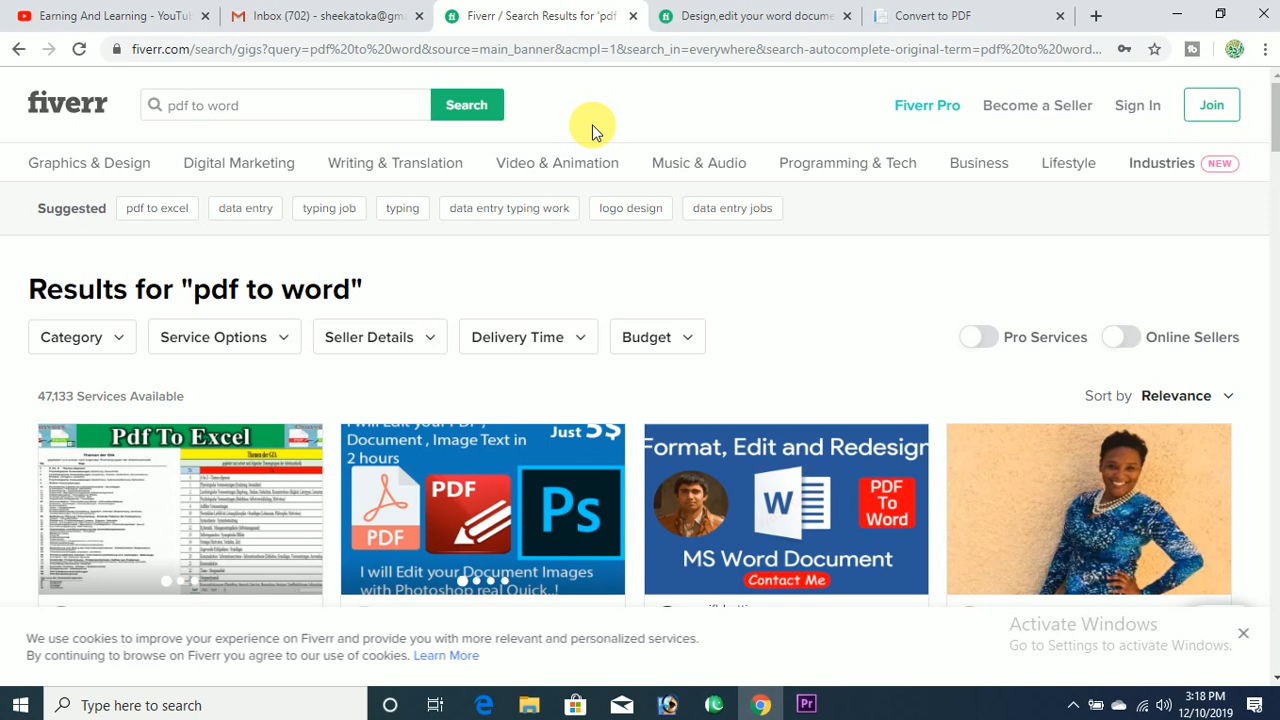 Earning And Learning - YouT
Inbox (702) - sheekatoka@gm
Fiverr / Search Results for 'pdf
Design,edit your word docume
Convert to PDF
fiverr.com/search/gigs?query=pdf%20to%20word&source=main_banner&acmpl=1&search_in=everywhere&search-autocomplete-original-term=pdf%20to%20word...
fiverr
pdf to word
Search
Fiverr Pro
Become a Seller
Sign In
Join
Graphics & Design
Digital Marketing
Writing & Translation
Video & Animation
Music & Audio
Programming & Tech
Business
Lifestyle
Industries NEW
Suggested
pdf to excel
data entry
typing job
typing
data entry typing work
logo design
data entry jobs
Results for "pdf to word"
Category
Service Options
Seller Details
Delivery Time
Budget
Pro Services
Online Sellers
47,133 Services Available
Sort by Relevance
Pdf To Excel
I will Edit your PDF
Document , Image Text in
2 hours
Just 5$
PDF
PDF
Ps
I will Edit your Document Images
with Photoshop real Quick..!
Format, Edit and Redesign
W
PDF
To
Word
MS Word Document
Contact Me
We use cookies to improve your experience on Fiverr and provide you with more relevant and personalized services.
By continuing to browse on Fiverr you agree to our use of cookies. Learn More
Activate Windows
Go to Settings to activate Windows.
Type here to search
Pr
3:18 PM
12/10/2019